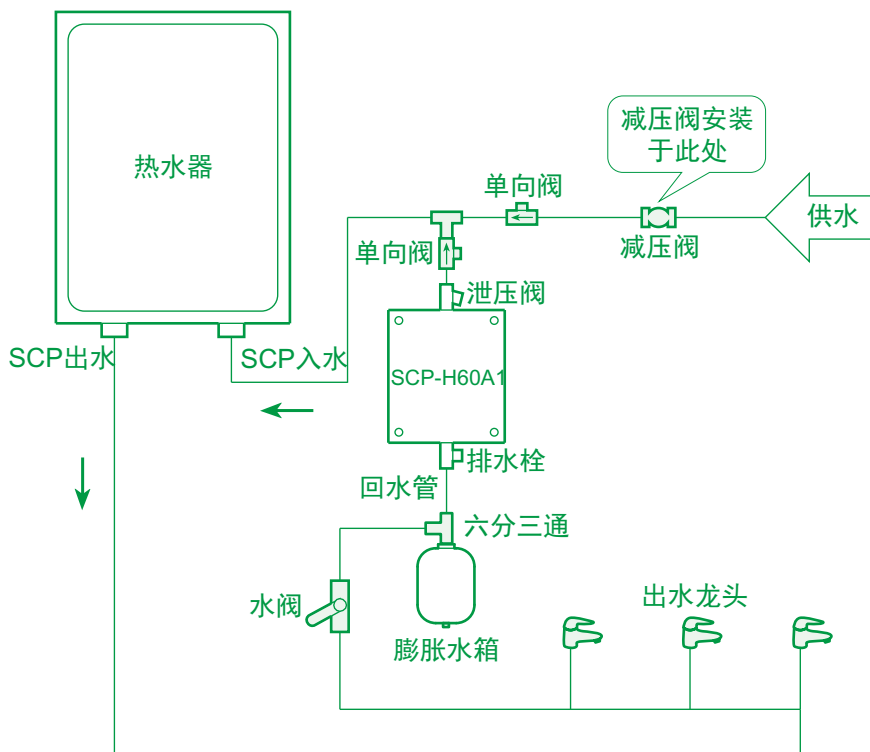 减压阀安装
于此处
热水器
单向阀
供水
单向阀
减压阀
泄压阀
SCP出水
SCP入水
SCP-H60A1
排水栓
回水管
六分三通
水阀
出水龙头
膨胀水箱